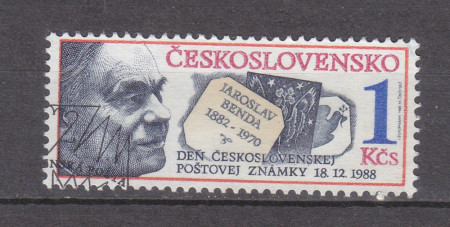 ČESKOSLOVENSKO
JAROSLAV
BENDA
1882-1970
1
Kčs
DEŇ ČESKOSLOVENSKEJ
POŠTOVEJ ZNÁMKY 18.12.1988